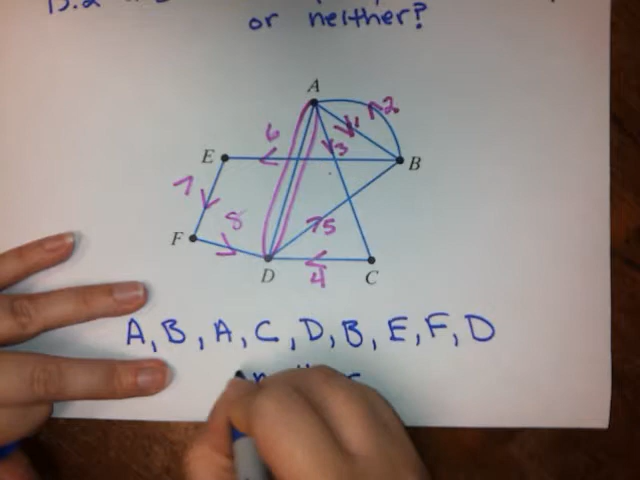 or neither?
A
2
1
6
3
E
B
7
8
5
F
D
4
C
A, B, A, C, D, B, E, F, D